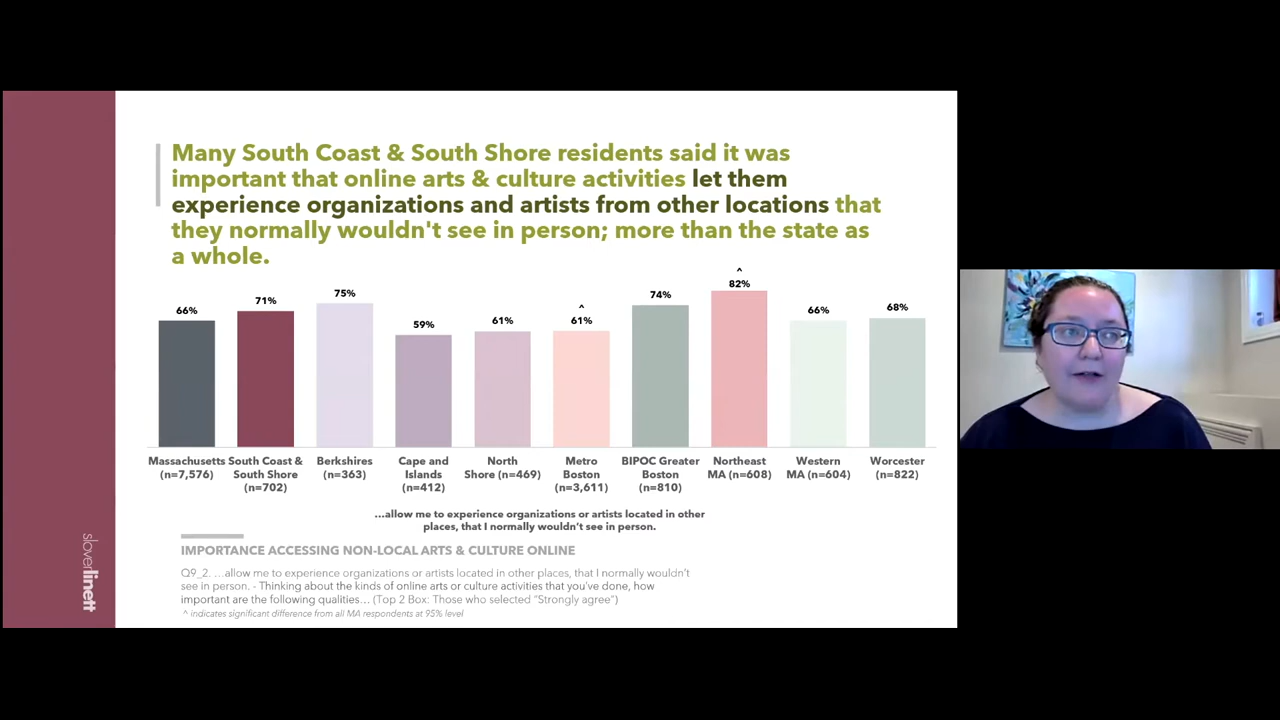 Many South Coast & South Shore residents said it was
important that online arts & culture activities let them
experience organizations and artists from other locations that
they normally wouldn't see in person; more than the state as
a whole.
66%
71%
75%
59%
61%
^
61%
74%
^
82%
66%
68%
Massachusetts
(n=7,576)
South Coast &
South Shore
(n=702)
Berkshires
(n=363)
Cape and
Islands
(n=412)
North
Shore (n=469)
Metro
Boston
(n=3,611)
BIPOC Greater
Boston
(n=810)
Northeast
MA (n=608)
Western
MA (n=604)
Worcester
(n=822)
...allow me to experience organizations or artists located in other
places, that I normally wouldn't see in person.
IMPORTANCE ACCESSING NON-LOCAL ARTS & CULTURE ONLINE
Q9_2. ...allow me to experience organizations or artists located in other places, that I normally wouldn't
see in person. - Thinking about the kinds of online arts or culture activities that you've done, how
important are the following qualities... (Top 2 Box: Those who selected "Strongly agree")
^ indicates significant difference from all MA respondents at 95% level
sloverlinett